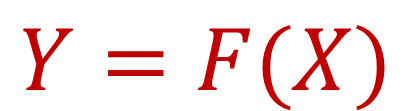 Y = F(X)